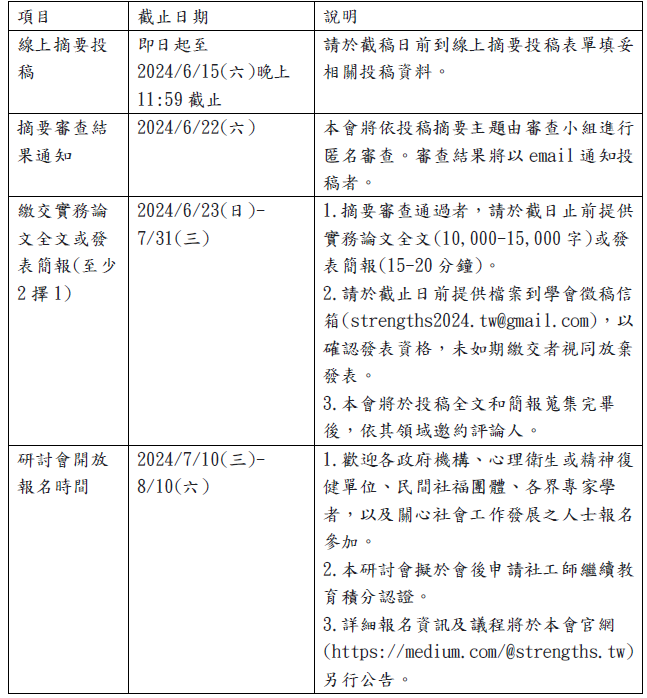 項目
截止日期
說明
線上摘要投
稿
即日起至
2024/6/15(六)晚上
11:59 截止
請於截稿日前到線上摘要投稿表單填妥
相關投稿資料。
摘要審查結
果通知
2024/6/22(六)
本會將依投稿摘要主題由審查小組進行
匿名審查。審查結果將以 email 通知投
稿者。
繳交實務論
文全文或發
表簡報(至少
2 擇 1)
2024/6/23(日)-
7/31(三)
1.摘要審查通過者，請於截日止前提供
實務論文全文(10,000-15,000 字)或發
表簡報(15-20 分鐘)。
2.請於截止日前提供檔案到學會徵稿信
箱(strengths2024.tw@gmail.com)，以
確認發表資格，未如期繳交者視同放棄
發表。
3.本會將於投稿全文和簡報蒐集完畢
後，依其領域邀約評論人。
研討會開放
報名時間
2024/7/10(三)-
8/10(六)
1.歡迎各政府機構、心理衛生或精神復
健單位、民間社福團體、各界專家學
者，以及關心社會工作發展之人士報名
參加。
2.本研討會擬於會後申請社工師繼續教
育積分認證。
3.詳細報名資訊及議程將於本會官網
(https://medium.com/@strengths.tw)
另行公告。